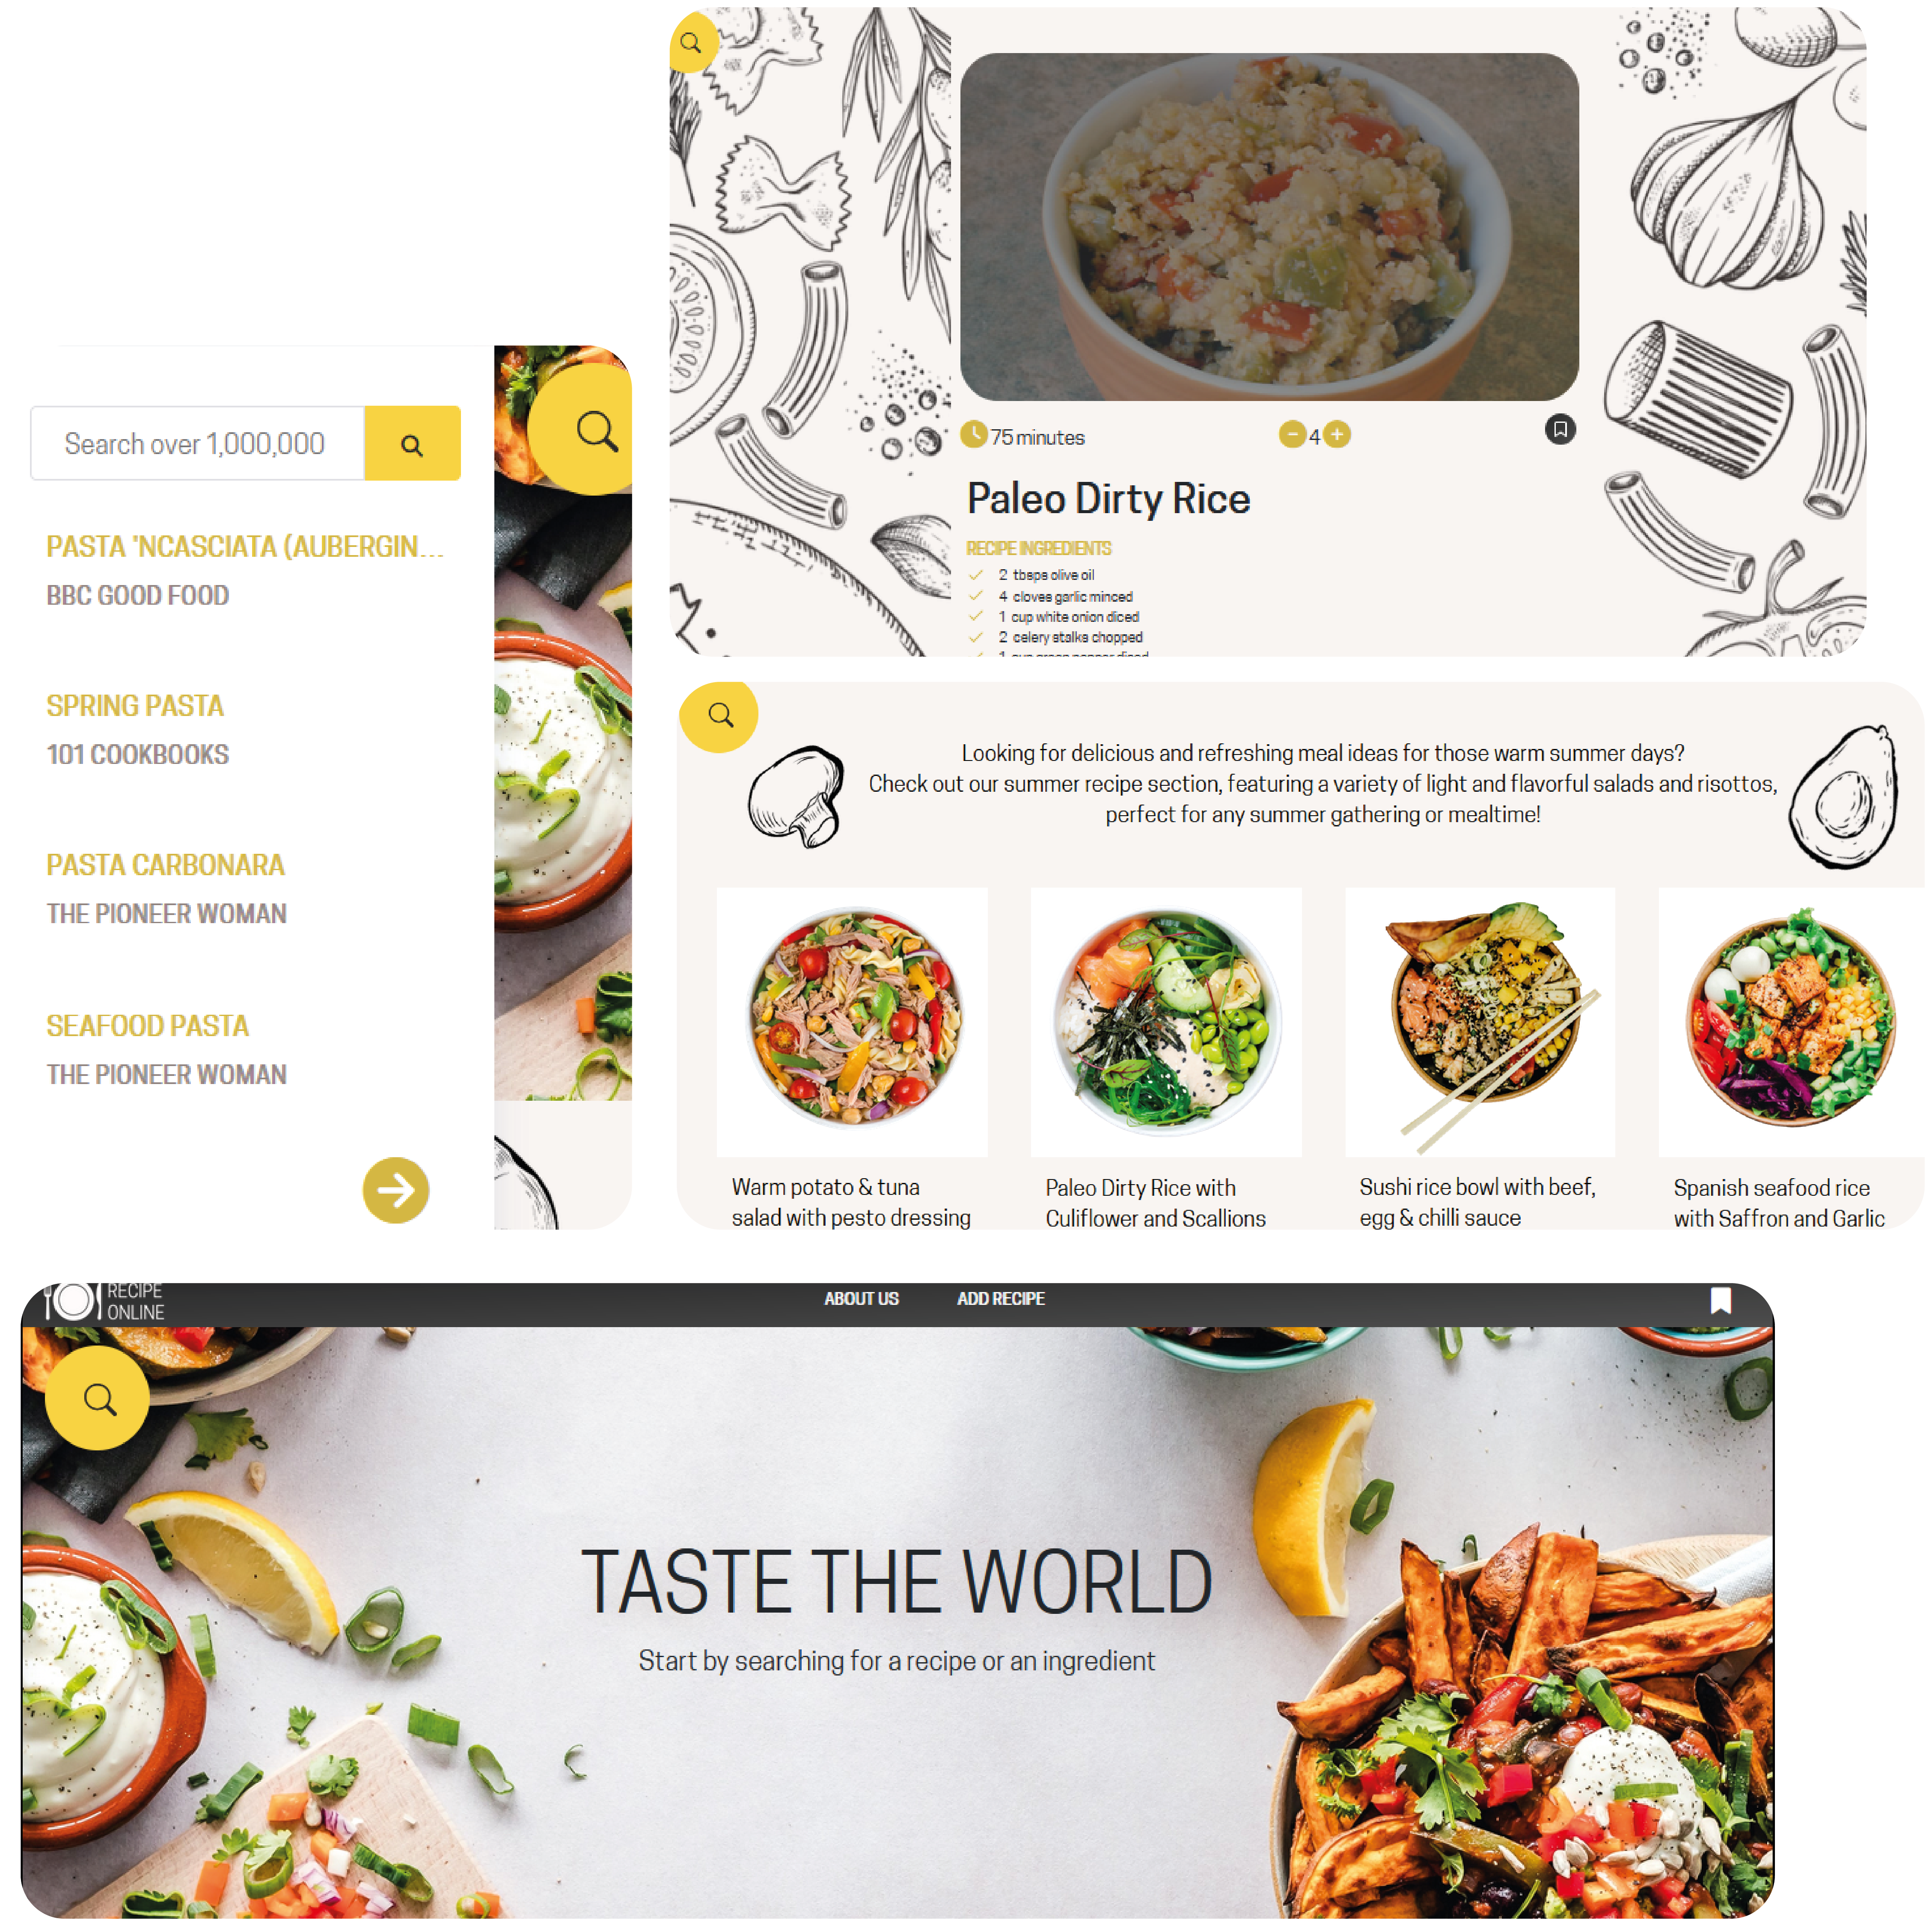 75 minutes
4
Paleo Dirty Rice
RECIPE INGREDIENTS
2 tbsps olive oil
4 cloves garlic minced
1 cup white onion diced
2 celery stalks chopped
1 cup green pepper diced
Search over 1,000,000
PASTA 'NCASCIATA (AUBERGIN...
BBC GOOD FOOD
SPRING PASTA
101 COOKBOOKS
PASTA CARBONARA
THE PIONEER WOMAN
SEAFOOD PASTA
THE PIONEER WOMAN
Looking for delicious and refreshing meal ideas for those warm summer days?
Check out our summer recipe section, featuring a variety of light and flavorful salads and risottos,
perfect for any summer gathering or mealtime!
Warm potato & tuna
salad with pesto dressing
Paleo Dirty Rice with
Culiflower and Scallions
Sushi rice bowl with beef,
egg & chilli sauce
Spanish seafood rice
with Saffron and Garlic
RECIPE
ONLINE
ABOUT US
ADD RECIPE
TASTE THE WORLD
Start by searching for a recipe or an ingredient